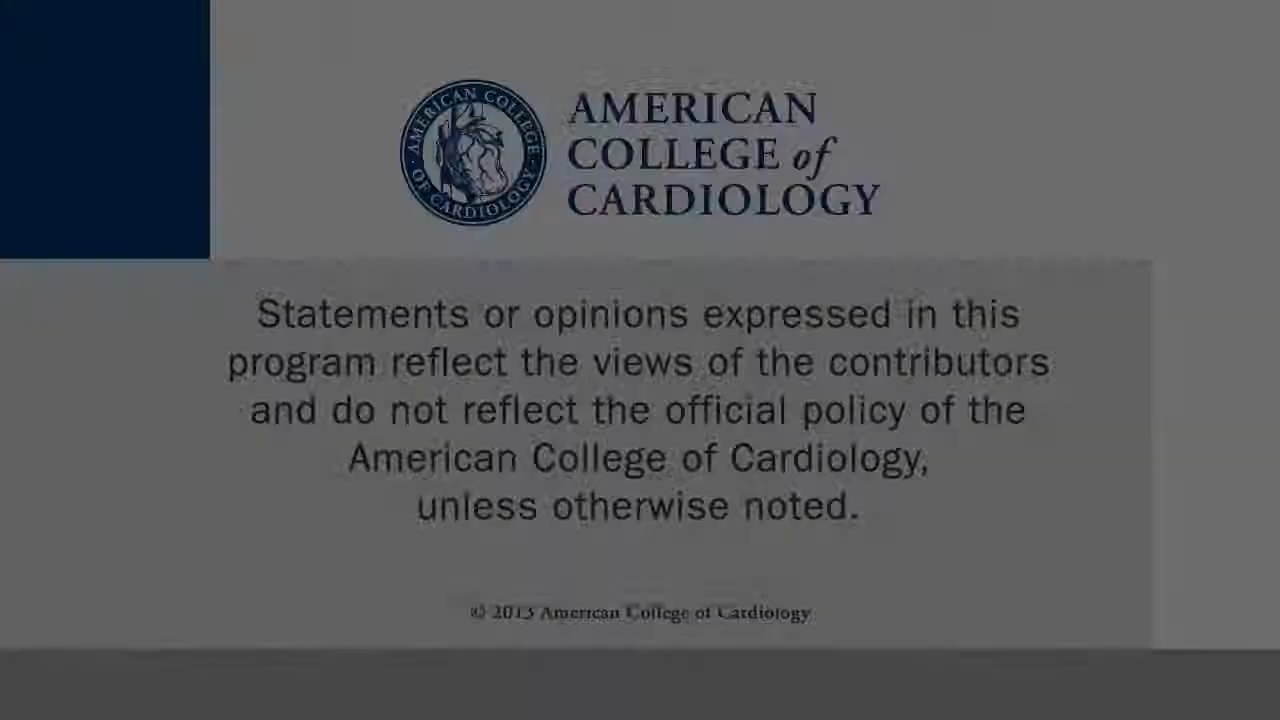 AMERICAN COLLEGE
OF CARDIOLOGY
AMERICAN
COLLEGE of
CARDIOLOGY
Statements or opinions expressed in this
program reflect the views of the contributors
and do not reflect the official policy of the
American College of Cardiology,
unless otherwise noted.
© 2013 American College of Cardiology